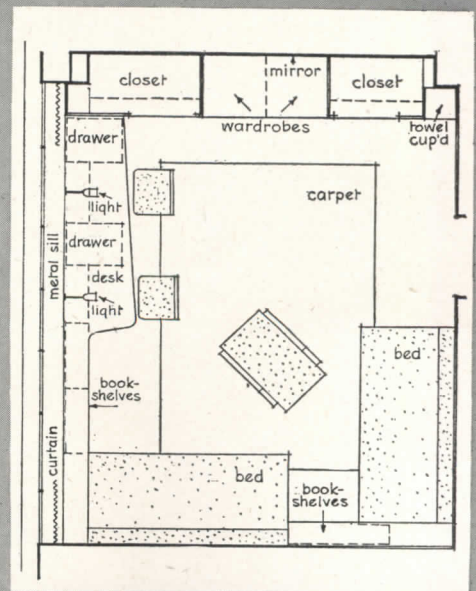 closet
mirror
closet
wardrobes
towel
cup'd
drawer
light
drawer
desk
light
metal sill
carpet
book-
shelves
bed
curtain
bed
book-
shelves